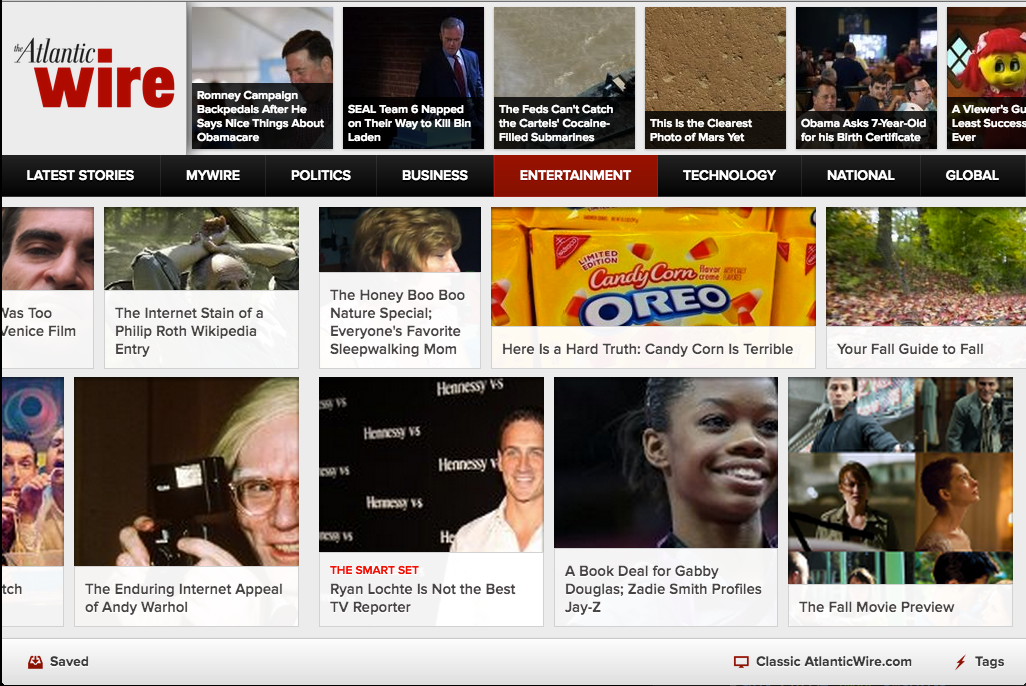 the Atlantic
wire
Romney Campaign
Backpedals After He
Says Nice Things About
Obamacare
SEAL Team 6 Napped
on Their Way to Kill Bin
Laden
The Feds Can't Catch
the Cartels' Cocaine-
Filled Submarines
This Is the Clearest
Photo of Mars Yet
Obama Asks 7-Year-Old
for his Birth Certificate
A Viewer's Gu
Least Success
Ever
LATEST STORIES
MYWIRE
POLITICS
BUSINESS
ENTERTAINMENT
TECHNOLOGY
NATIONAL
GLOBAL
Was Too
Venice Film
The Internet Stain of a
Philip Roth Wikipedia
Entry
The Honey Boo Boo
Nature Special;
Everyone's Favorite
Sleepwalking Mom
NABISCO
LIMITED
EDITION
Candy Corn flavor
creme
OREO
Here Is a Hard Truth: Candy Corn Is Terrible
Your Fall Guide to Fall
tch
The Enduring Internet Appeal
of Andy Warhol
Hennessy V•S
ssy VS
Hennessy VS
Hennessy V
ssy V•S
Hennessy VS
nessy VS
He
THE SMART SET
Ryan Lochte Is Not the Best
TV Reporter
A Book Deal for Gabby
Douglas; Zadie Smith Profiles
Jay-Z
The Fall Movie Preview
Saved
Classic AtlanticWire.com
Tags